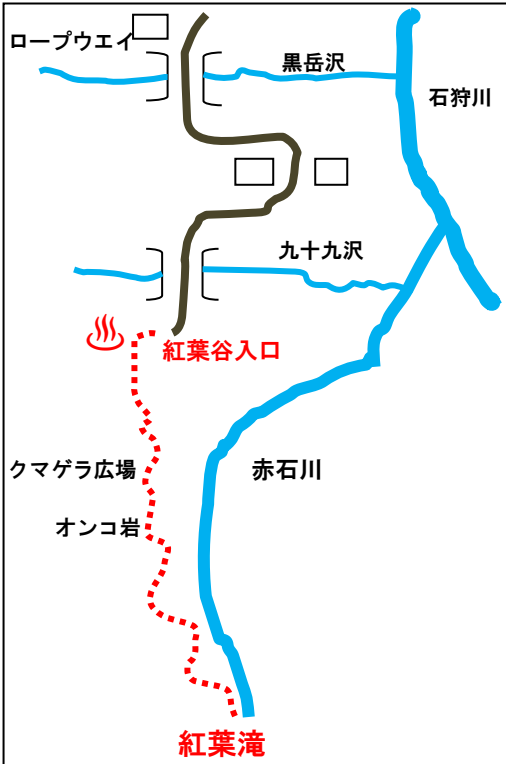 ロープウエイ
黒岳沢
石狩川
九十九沢
紅葉谷入口
クマゲラ広場
赤石川
オンコ岩
紅葉滝